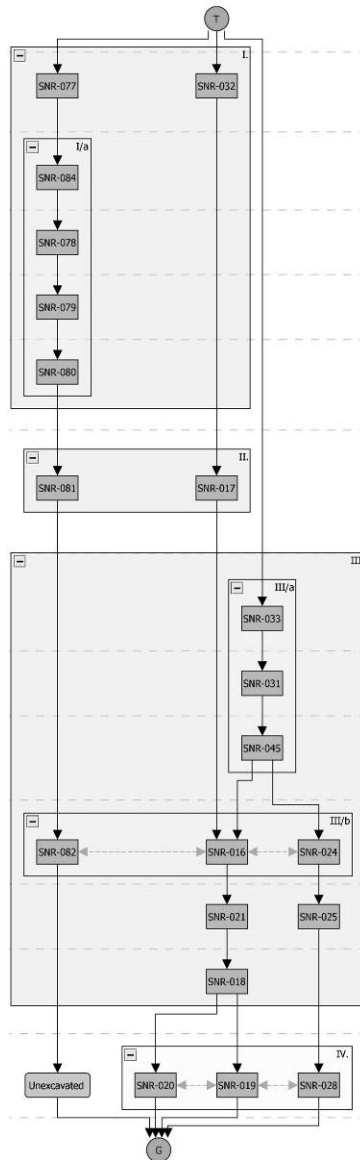 T
I.
SNR-077 SNR-032
I/a
SNR-084
SNR-078
SNR-079
SNR-080
II.
SNR-081 SNR-017
III
III/a
SNR-033
SNR-031
SNR-045
III/b
SNR-082 SNR-016 SNR-024
SNR-021 SNR-025
SNR-018
IV.
Unexcavated SNR-020 SNR-019 SNR-028
G